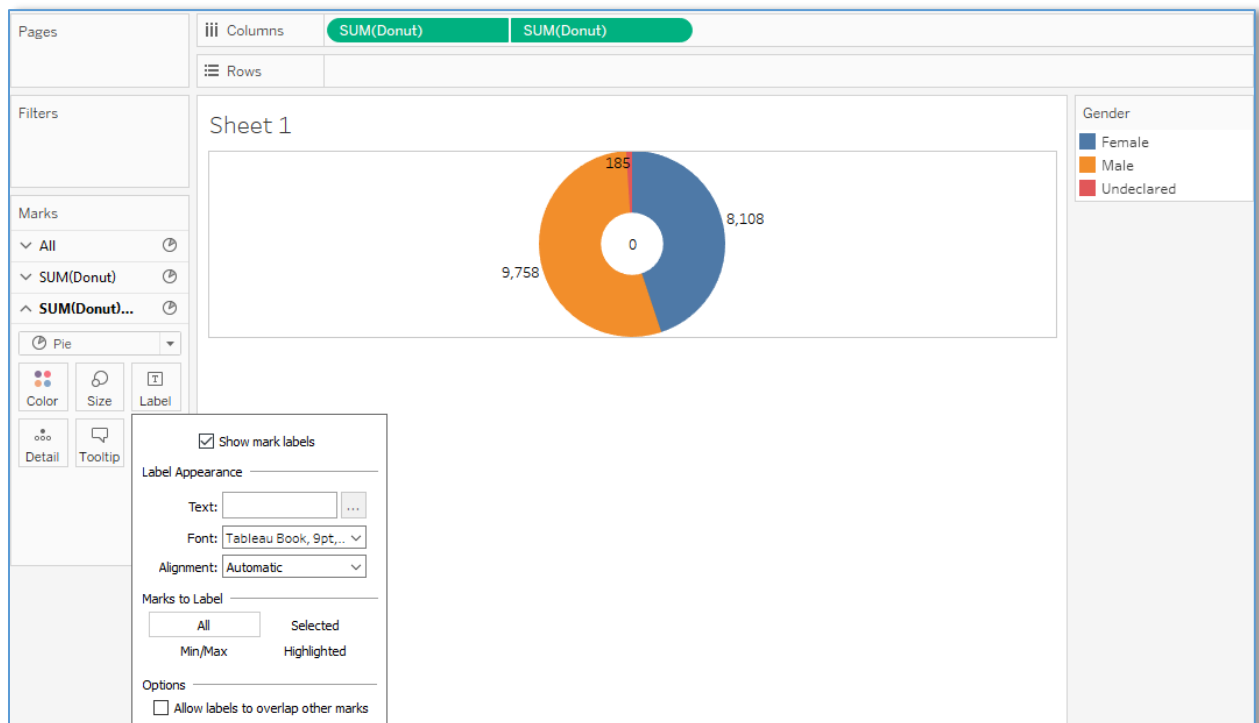 Pages
Columns
SUM(Donut) SUM(Donut)
Rows
Filters
Sheet 1
185
8,108
0
9,758
Gender
Female
Male
Undeclared
Marks
All
SUM(Donut)
SUM(Donut)...
Pie
Color Size Label
Detail Tooltip
Show mark labels
Label Appearance
Text: ...
Font: Tableau Book, 9pt,..
Alignment: Automatic
Marks to Label
All Selected
Min/Max Highlighted
Options
Allow labels to overlap other marks